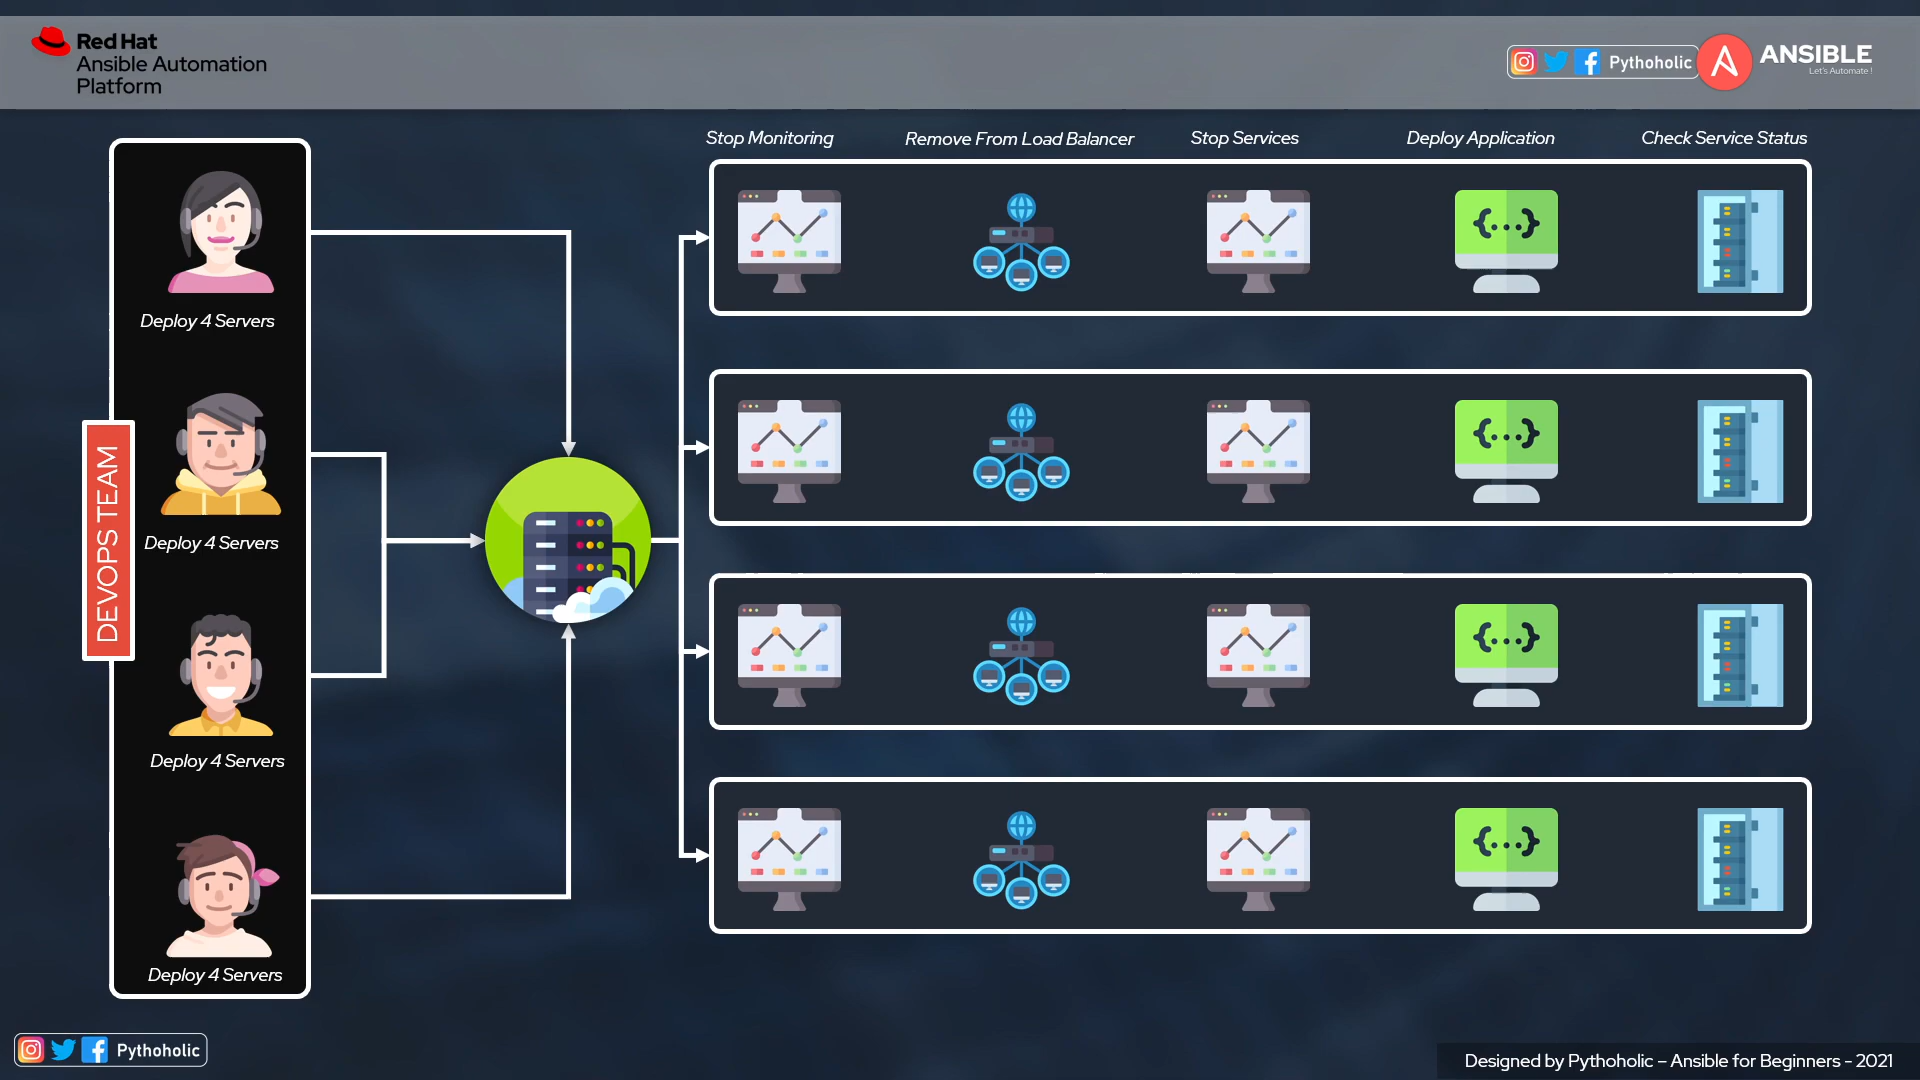 Red Hat
Ansible Automation
Platform
Pythoholic
ANSIBLE
Let's Automate !
Stop Monitoring
Remove From Load Balancer
Stop Services
Deploy Application
Check Service Status
Deploy 4 Servers
Deploy 4 Servers
DEVOPS TEAM
Deploy 4 Servers
Deploy 4 Servers
Pythoholic
Designed by Pythoholic – Ansible for Beginners - 2021